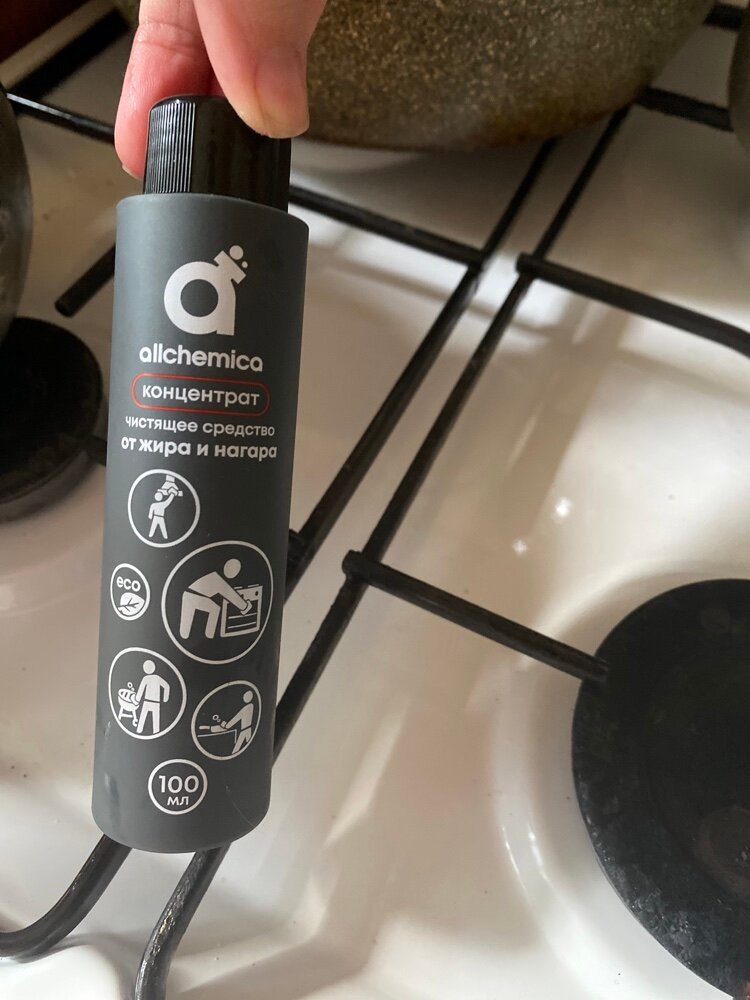 allchemica
концентрат
чистящее средство
от жира и нагара
eco
100
мл